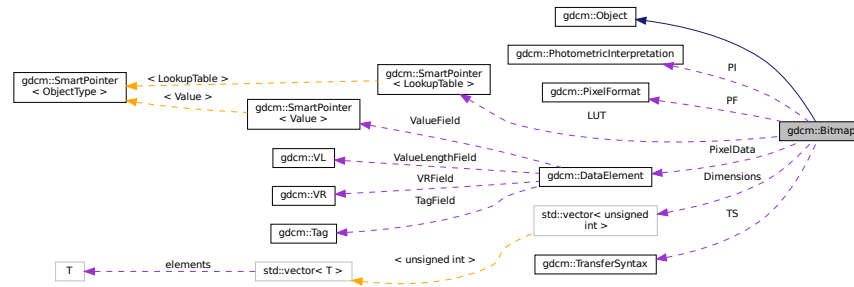 gdcm::Object
gdcm::PhotometricInterpretation
PI
gdcm::SmartPointer
< ObjectType >
< LookupTable >
gdcm::SmartPointer
< LookupTable >
gdcm::PixelFormat
PF
< Value >
gdcm::SmartPointer
< Value >
ValueField
LUT
gdcm::Bitmap
gdcm::VL
ValueLengthField
PixelData
gdcm::VR
VRField
gdcm::DataElement
Dimensions
TagField
gdcm::Tag
std::vector< unsigned
int >
TS
T
elements
std::vector< T >
< unsigned int >
gdcm::TransferSyntax